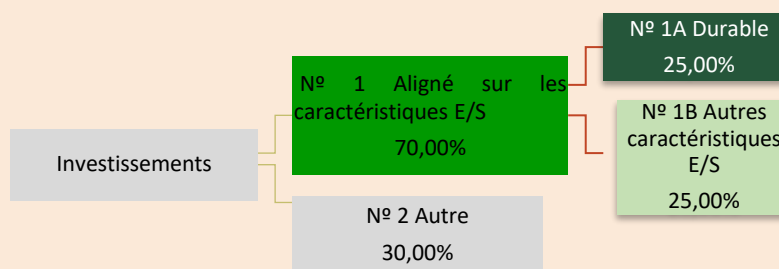 Nº 1A Durable
25,00%
Nº 1 Aligné sur les
caractéristiques E/S
70,00%
Nº 1B Autres
caractéristiques
E/S
25,00%
Investissements
Nº 2 Autre
30,00%